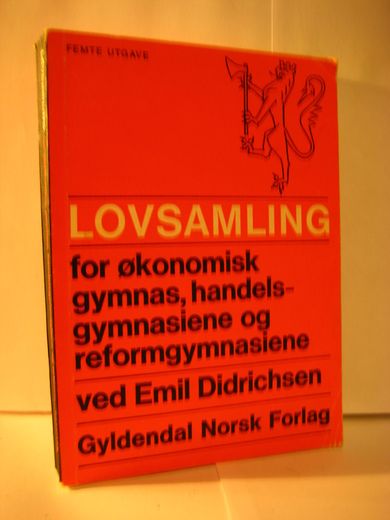 FEMTE UTGAVE
LOVSAMLING
for økonomisk
gymnas, handels-
gymnasiene og
reformgymnasiene
ved Emil Didrichsen
Gyldendal Norsk Forlag